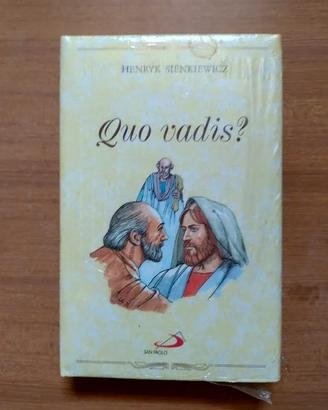 HENRYK SIENKIEWICZ
Quo vadis?
SAN PAOLO